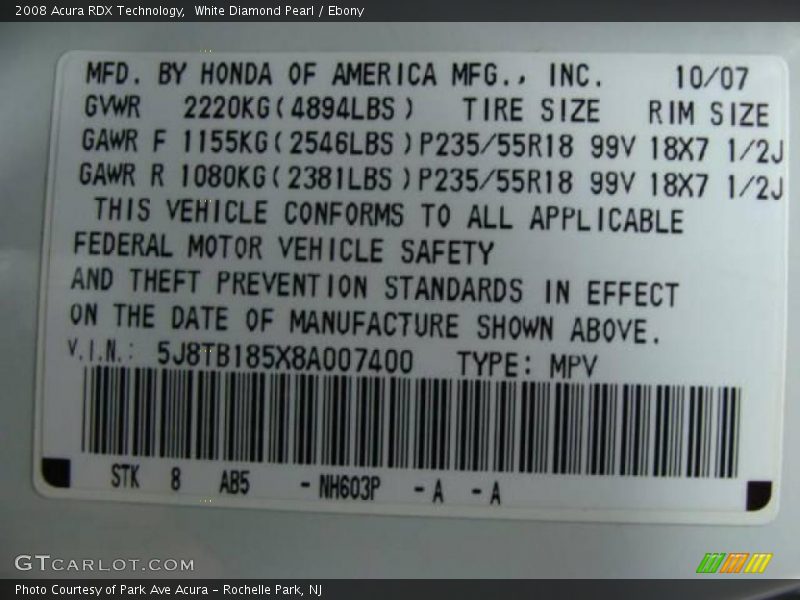 2008 Acura RDX Technology,  White Diamond Pearl / Ebony
MFD. BY HONDA OF AMERICA MFG., INC. 10/07
GVWR 2220KG(4894LBS) TIRE SIZE RIM SIZE
GAWR F 1155KG(2546LBS)P235/55R18 99V 18X7 1/2J
GAWR R 1080KG(2381LBS)P235/55R18 99V 18X7 1/2J
THIS VEHICLE CONFORMS TO ALL APPLICABLE
FEDERAL MOTOR VEHICLE SAFETY
AND THEFT PREVENTION STANDARDS IN EFFECT
ON THE DATE OF MANUFACTURE SHOWN ABOVE.
V.I.N.: 5J8TB185X8A007400 TYPE: MPV
STK 8 AB5 -NH603P -A -A
GTCARLOT.COM
Photo Courtesy of Park Ave Acura – Rochelle Park, NJ